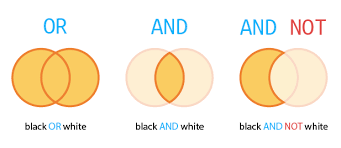 OR
AND
AND NOT
black OR white
black AND white
black AND NOT white